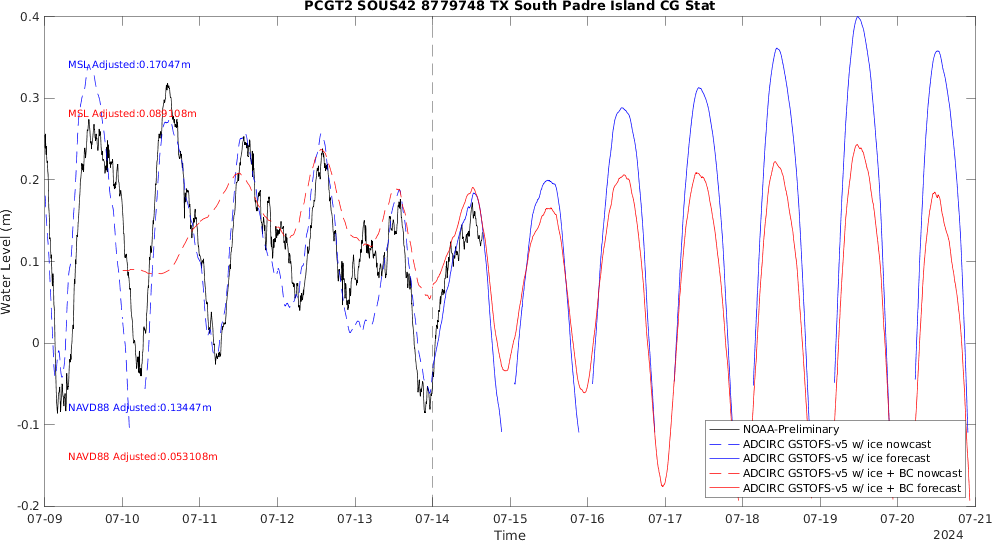 PCGT2 SOUS42 8779748 TX South Padre Island CG Stat
0.4
0.3
0.2
0.1
0
-0.1
-0.2
Water Level (m)
MSL Adjusted:0.17047m
MSL Adjusted:0.089108m
NAVD88 Adjusted:0.13447m
NAVD88 Adjusted:0.053108m
NOAA-Preliminary
ADCIRC GSTOFS-v5 w/ ice nowcast
ADCIRC GSTOFS-v5 w/ ice forecast
ADCIRC GSTOFS-v5 w/ ice + BC nowcast
ADCIRC GSTOFS-v5 w/ ice + BC forecast
07-09 07-10 07-11 07-12 07-13 07-14 07-15 07-16 07-17 07-18 07-19 07-20 07-21
Time
2024